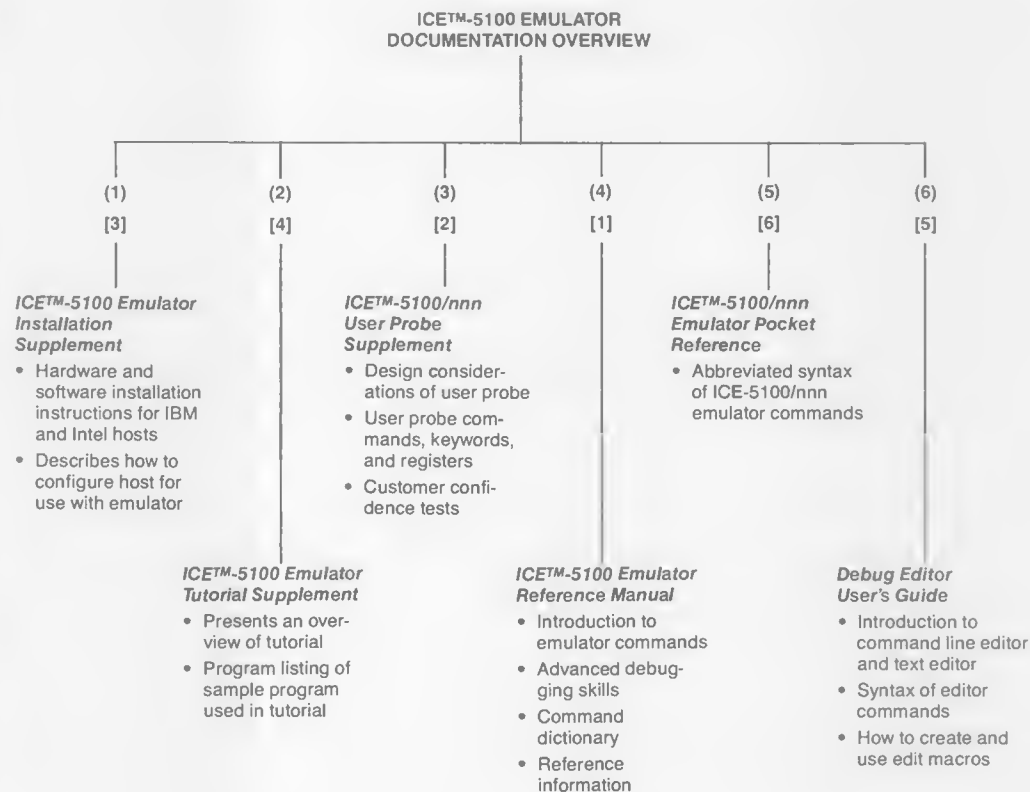 ICE™-5100 EMULATOR
DOCUMENTATION OVERVIEW
(1)
[3]
(2)
[4]
(3)
[2]
(4)
[1]
(5)
[6]
(6)
[5]
ICE™-5100 Emulator
Installation
Supplement
• Hardware and
software installation
instructions for IBM
and Intel hosts
• Describes how to
configure host for
use with emulator
ICE™-5100 Emulator
Tutorial Supplement
• Presents an over-
view of tutorial
• Program listing of
sample program
used in tutorial
ICE™-5100/nnn
User Probe
Supplement
• Design consider-
ations of user probe
• User probe com-
mands, keywords,
and registers
• Customer confi-
dence tests
ICE™-5100 Emulator
Reference Manual
• Introduction to
emulator commands
• Advanced debug-
ging skills
• Command
dictionary
• Reference
information
ICE™-5100/nnn
Emulator Pocket
Reference
• Abbreviated syntax
of ICE-5100/nnn
emulator commands
Debug Editor
User's Guide
• Introduction to
command line editor
and text editor
• Syntax of editor
commands
• How to create and
use edit macros